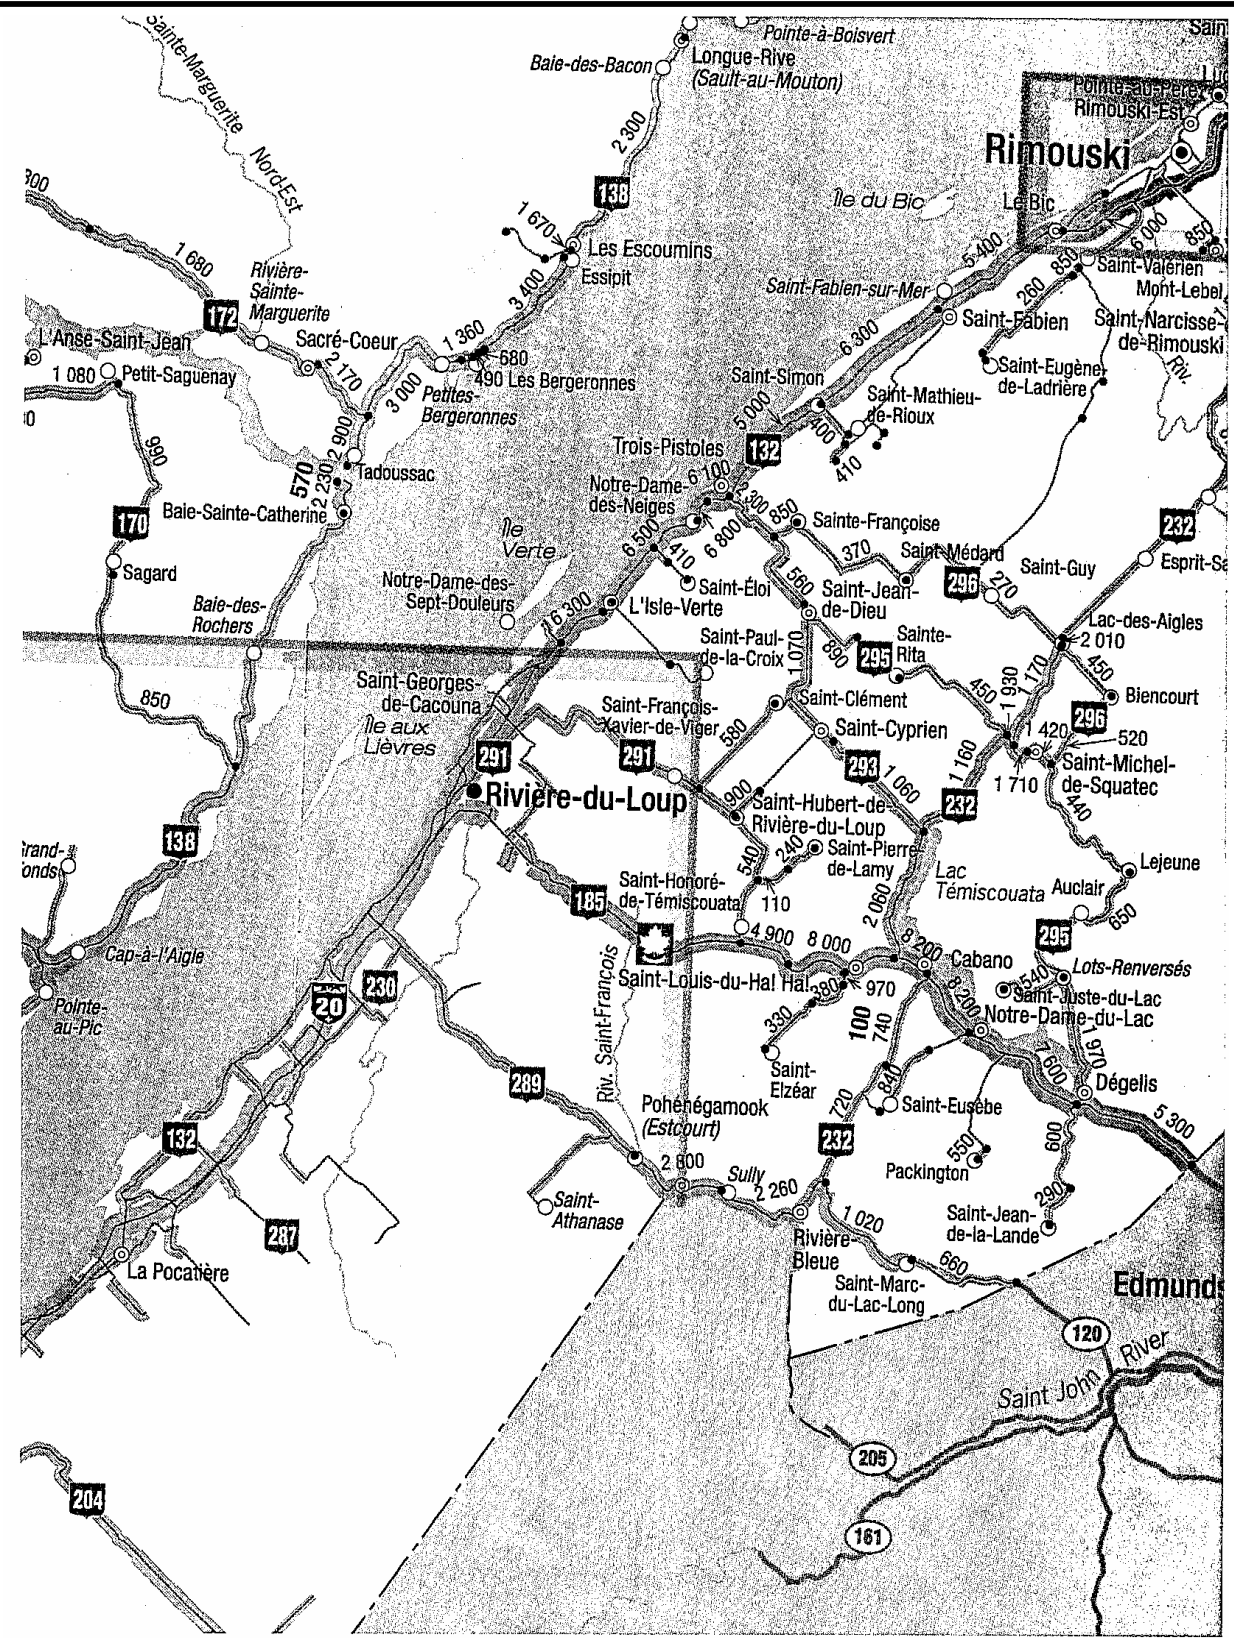 Sainte-Marguerite
Nord-Est
Pointe-à-Boisvert
Baie-des-Bacon
Longue-Rive
(Sault-au-Mouton)
2 300
138
Pointe-au-Père
Rimouski-Est
Rimouski
Île du Bic
Le Bic
6 000
850
5 400
1 670
Les Escoumins
Essipit
3 400
1 680
Rivière-
Sainte-
Marguerite
172
850
Saint-Valérien
Mont-Lebel
260
Saint-Fabien-sur-Mer
Saint-Fabien
Saint-Narcisse-
de-Rimouski
Riv.
6 300
L'Anse-Saint-Jean
Sacré-Coeur
1 360
680
490 Les Bergeronnes
1 080
Petit-Saguenay
2 170
3 000
Petites-
Bergeronnes
Saint-Eugène-
de-Ladrière
Saint-Simon
Saint-Mathieu-
de-Rioux
5 000
400
410
990
2 900
570
2 230
Tadoussac
Trois-Pistoles
132
6 100
Notre-Dame-
des-Neiges
2 300
850
Sainte-Françoise
170
Baie-Sainte-Catherine
Île
Verte
6 500
410
6 800
370
Saint-Médard
232
Esprit-Sa
Sagard
Notre-Dame-des-
Sept-Douleurs
Saint-Éloi
1 560
Saint-Jean-
de-Dieu
296
270
Saint-Guy
Baie-des-
Rochers
L'Isle-Verte
16 300
Saint-Paul-
de-la-Croix
1 070
890
295
Sainte-
Rita
Lac-des-Aigles
2 010
450
Biencourt
850
Saint-Georges-
de-Cacouna
Île aux
Lièvres
Saint-François-
Xavier-de-Viger
580
Saint-Clément
Saint-Cyprien
450
1 930
1 170
296
1 420
520
Saint-Michel-
de-Squatec
1 710
291
291
Rivière-du-Loup
293
1 060
1 160
232
440
900
Saint-Hubert-de-
Rivière-du-Loup
138
Saint-Pierre-
de-Lamy
540
240
110
Lac
Témiscouata
Lejeune
Auclair
650
185
Saint-Honoré-
de-Témiscouata
2 060
295
Cap-à-l'Aigle
4 900
8 000
8 200
Cabano
Lots-Renversés
540
Saint-Juste-du-Lac
Pointe-
au-Pic
20
230
Riv. Saint-François
Saint-Louis-du-Ha! Ha!
380
970
330
100
740
8 200
Notre-Dame-du-Lac
1 970
7 600
Dégelis
289
Saint-
Elzéar
840
Saint-Eusèbe
720
5 300
132
Pohénégamook
(Estcourt)
232
600
550
Packington
2 800
Sully
2 260
290
287
Saint-
Athanase
Rivière-
Bleue
1 020
Saint-Jean-
de-la-Lande
La Pocatière
Saint-Marc-
du-Lac-Long
660
Edmunds
120
Saint John River
205
204
161